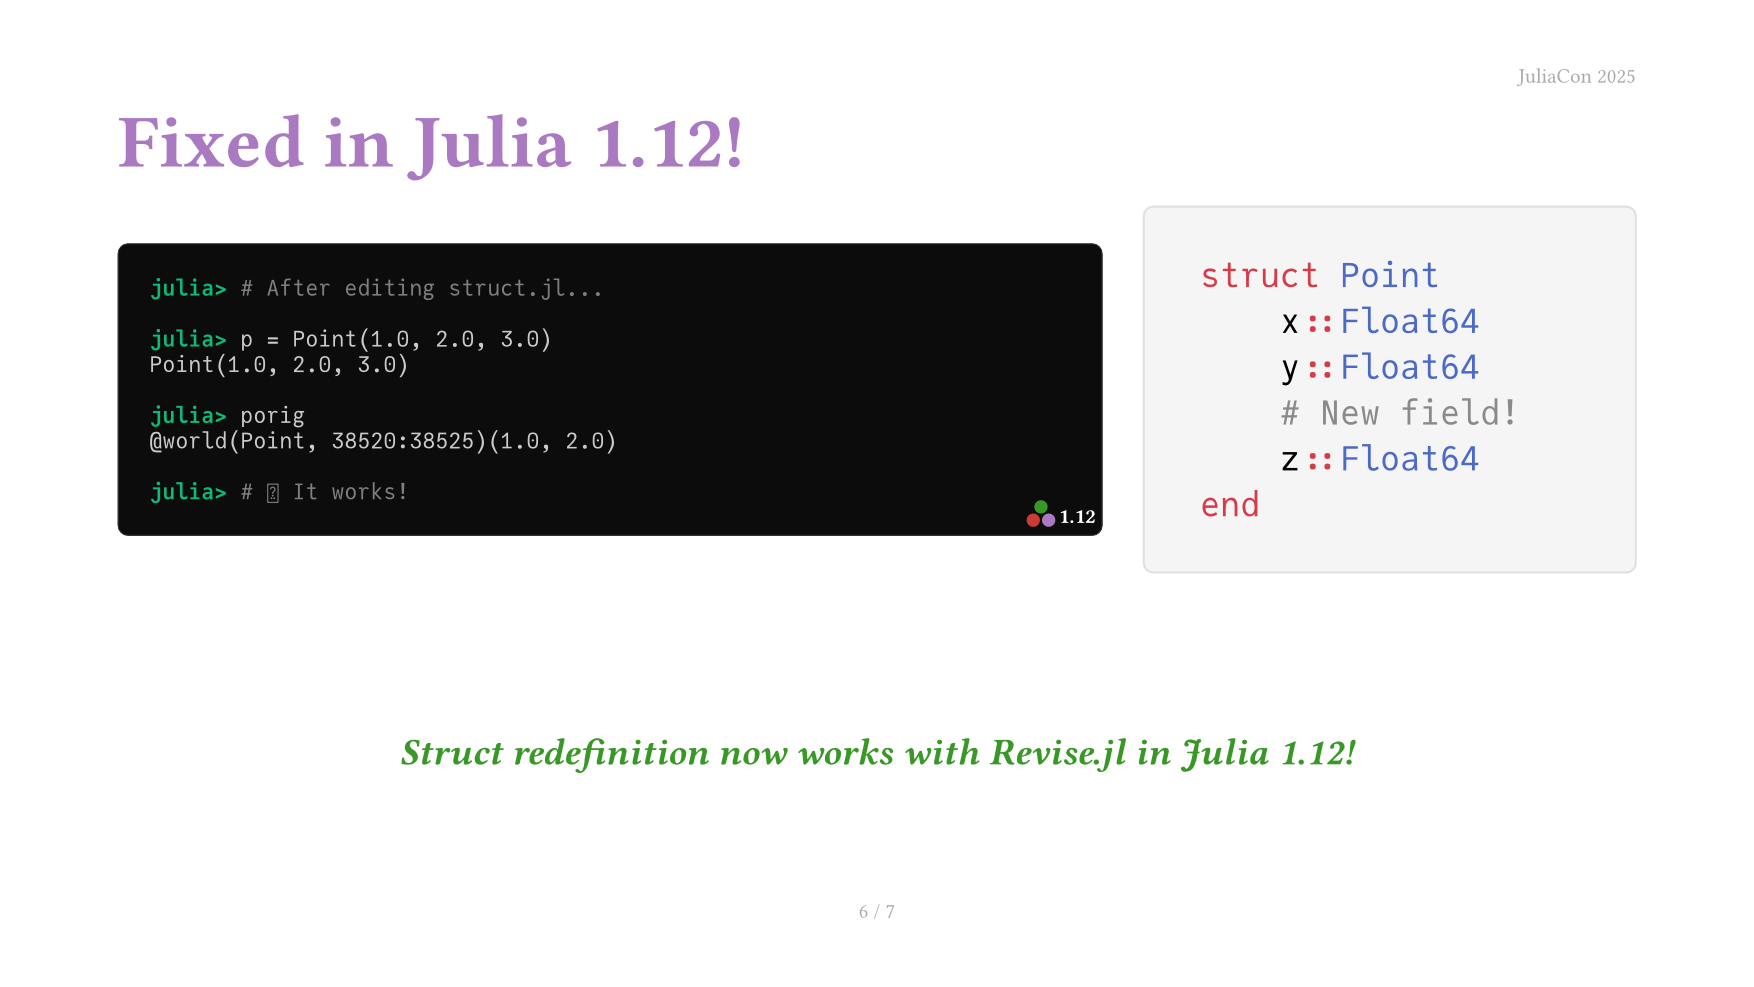 JuliaCon 2025
Fixed in Julia 1.12!
julia> # After editing struct.jl...
julia> p = Point(1.0, 2.0, 3.0)
Point(1.0, 2.0, 3.0)
julia> porig
@world(Point, 38520:38525)(1.0, 2.0)
julia> # It works!
1.12
struct Point
    x::Float64
    y::Float64
    # New field!
    z::Float64
end
Struct redefinition now works with Revise.jl in Julia 1.12!
6 / 7